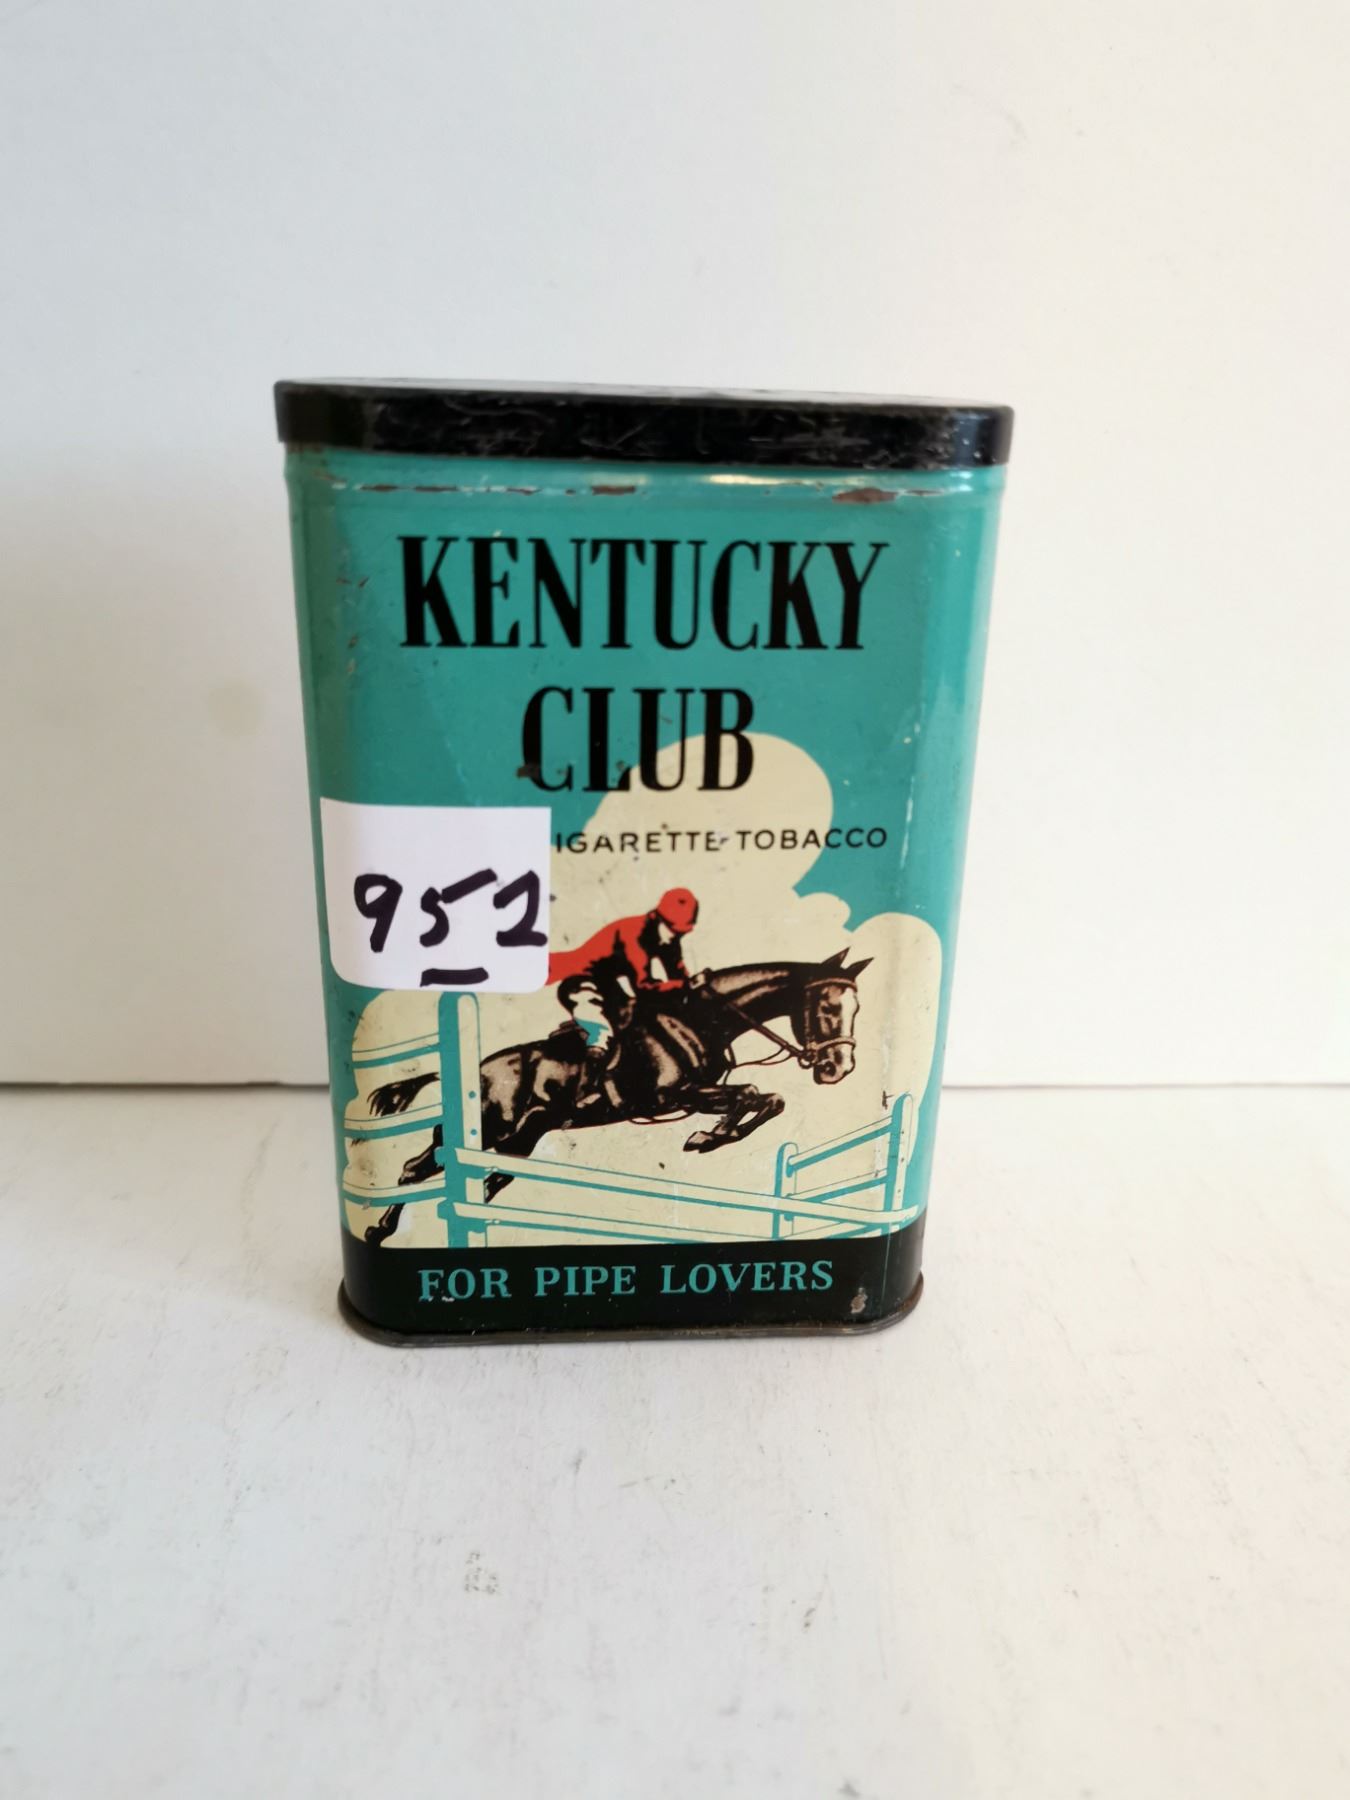 KENTUCKY
CLUB
IGARETTE TOBACCO
952
FOR PIPE LOVERS